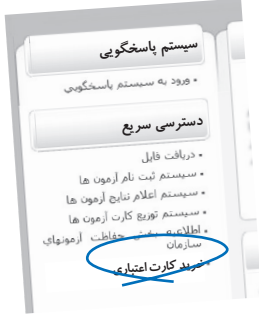 سیستم پاسخگویی
• ورود به سیستم پاسخگویی
دسترسی سریع
• دریافت فایل
• سیستم ثبت نام آزمون ها
• سیستم اعلام نتایج آزمون ها
• سیستم توزیع کارت آزمون ها
• اطلاعیه بخش حفاظت آزمونهای
سازمان
• خرید کارت اعتباری